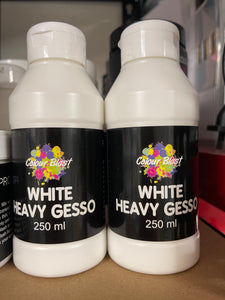 Colour Blast
WHITE
HEAVY GESSO
250 ml
Colour Blast
WHITE
HEAVY GESSO
250 ml